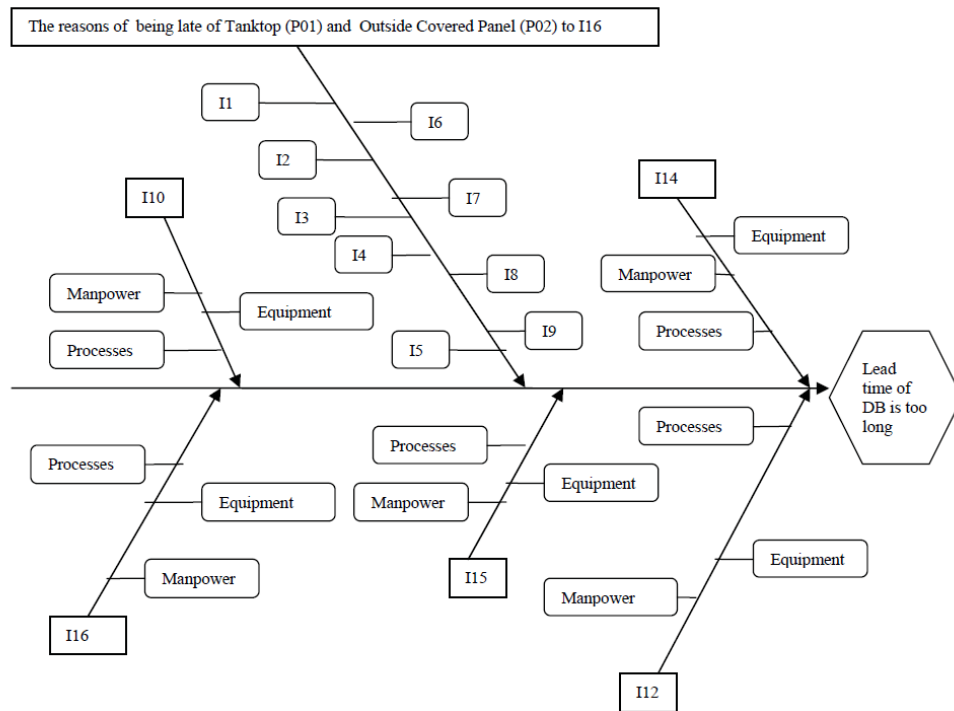 The reasons of being late of Tanktop (P01) and Outside Covered Panel (P02) to I16
I1
I6
I2
I14
I10
I7
I3
Equipment
I4
I8
Manpower
Manpower
Equipment
I9
Processes
Processes
I5
Lead
time of
DB is too
long
Processes
Processes
Processes
Equipment
Equipment
Manpower
Equipment
Manpower
I15
Manpower
I16
I12